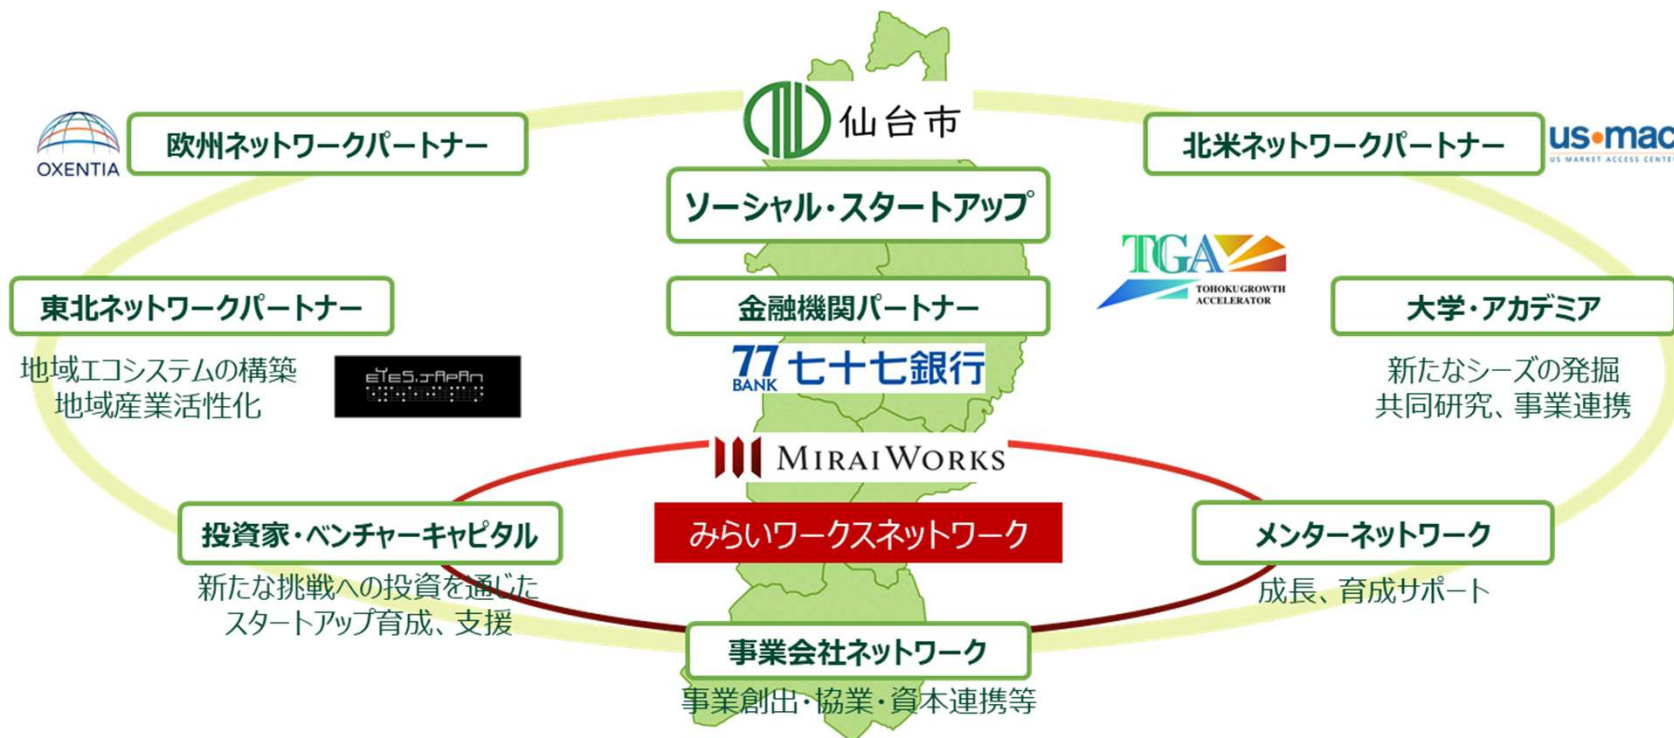 仙台市
OXENTIA
欧州ネットワークパートナー
北米ネットワークパートナー
us•mac
US MARKET ACCESS CENTER
ソーシャル・スタートアップ
TGA
TOHOKU GROWTH
ACCELERATOR
東北ネットワークパートナー
金融機関パートナー
大学・アカデミア
地域エコシステムの構築
地域産業活性化
eYeS.JAPAN
77
BANK
七十七銀行
新たなシーズの発掘
共同研究、事業連携
MIRAIWORKS
投資家・ベンチャーキャピタル
みらいワークスネットワーク
メンターネットワーク
新たな挑戦への投資を通じた
スタートアップ育成、支援
成長、育成サポート
事業会社ネットワーク
事業創出・協業・資本連携等